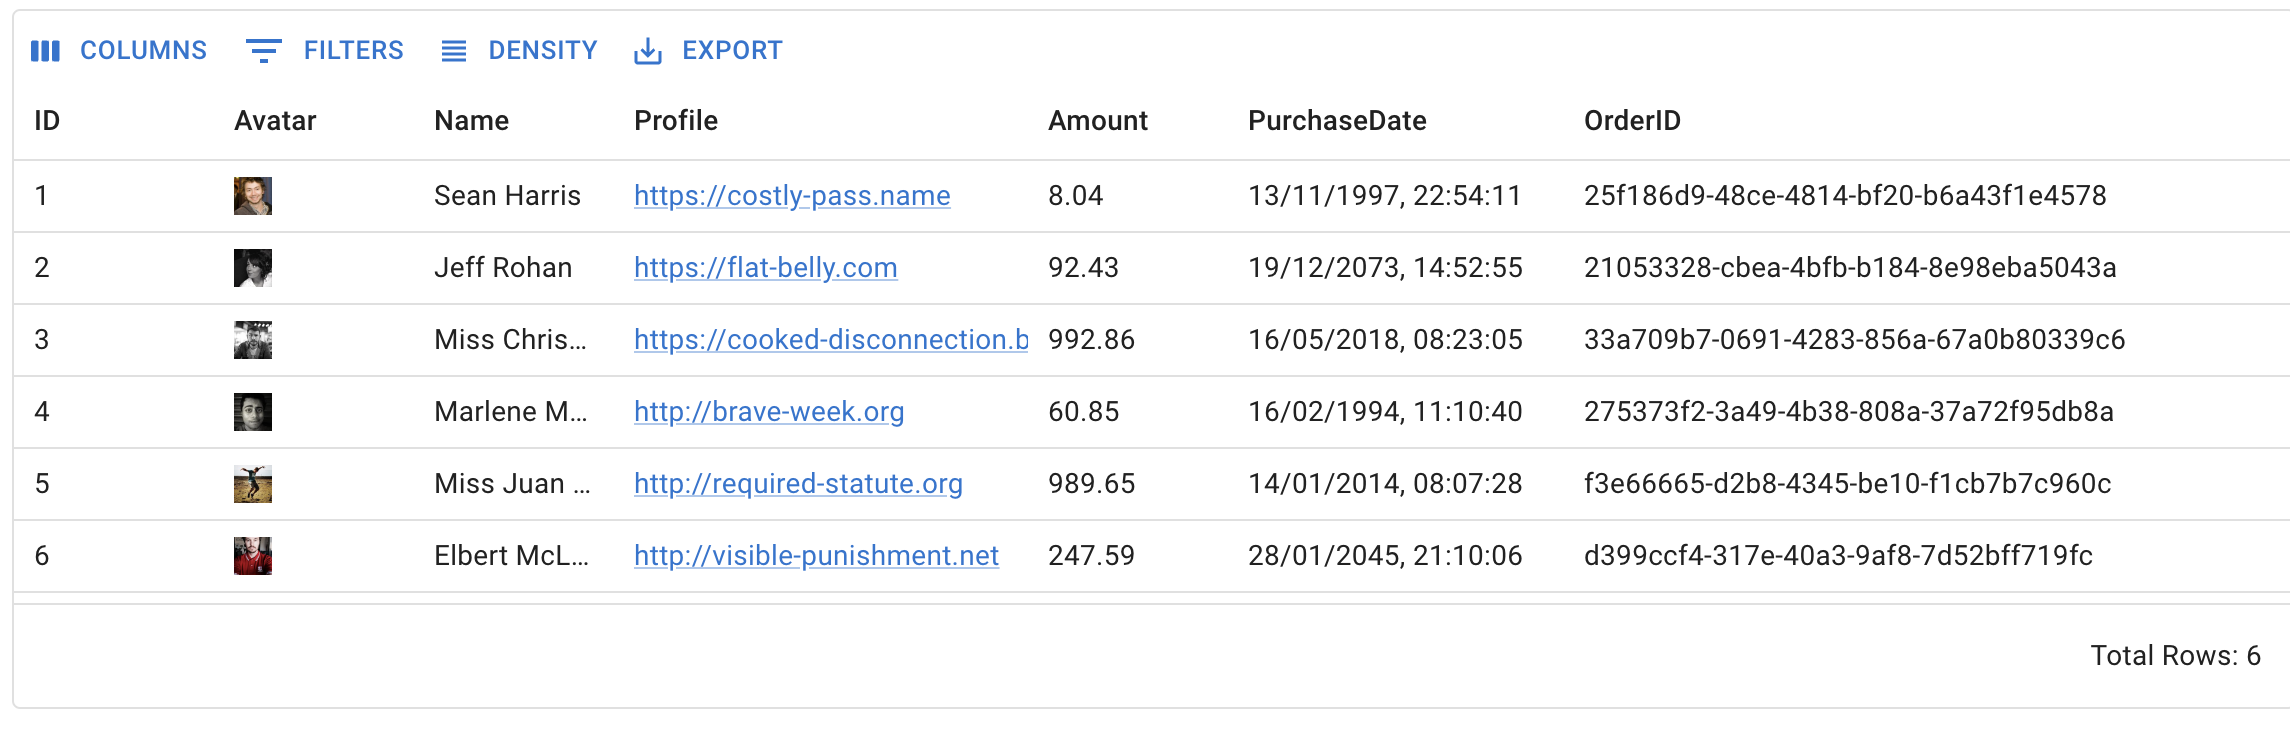 COLUMNS FILTERS DENSITY EXPORT
ID Avatar Name Profile Amount PurchaseDate OrderID
1 Sean Harris https://costly-pass.name 8.04 13/11/1997, 22:54:11 25f186d9-48ce-4814-bf20-b6a43f1e4578
2 Jeff Rohan https://flat-belly.com 92.43 19/12/2073, 14:52:55 21053328-cbea-4bfb-b184-8e98eba5043a
3 Miss Chris... https://cooked-disconnection.b 992.86 16/05/2018, 08:23:05 33a709b7-0691-4283-856a-67a0b80339c6
4 Marlene M... http://brave-week.org 60.85 16/02/1994, 11:10:40 275373f2-3a49-4b38-808a-37a72f95db8a
5 Miss Juan ... http://required-statute.org 989.65 14/01/2014, 08:07:28 f3e66665-d2b8-4345-be10-f1cb7b7c960c
6 Elbert McL... http://visible-punishment.net 247.59 28/01/2045, 21:10:06 d399ccf4-317e-40a3-9af8-7d52bff719fc
Total Rows: 6